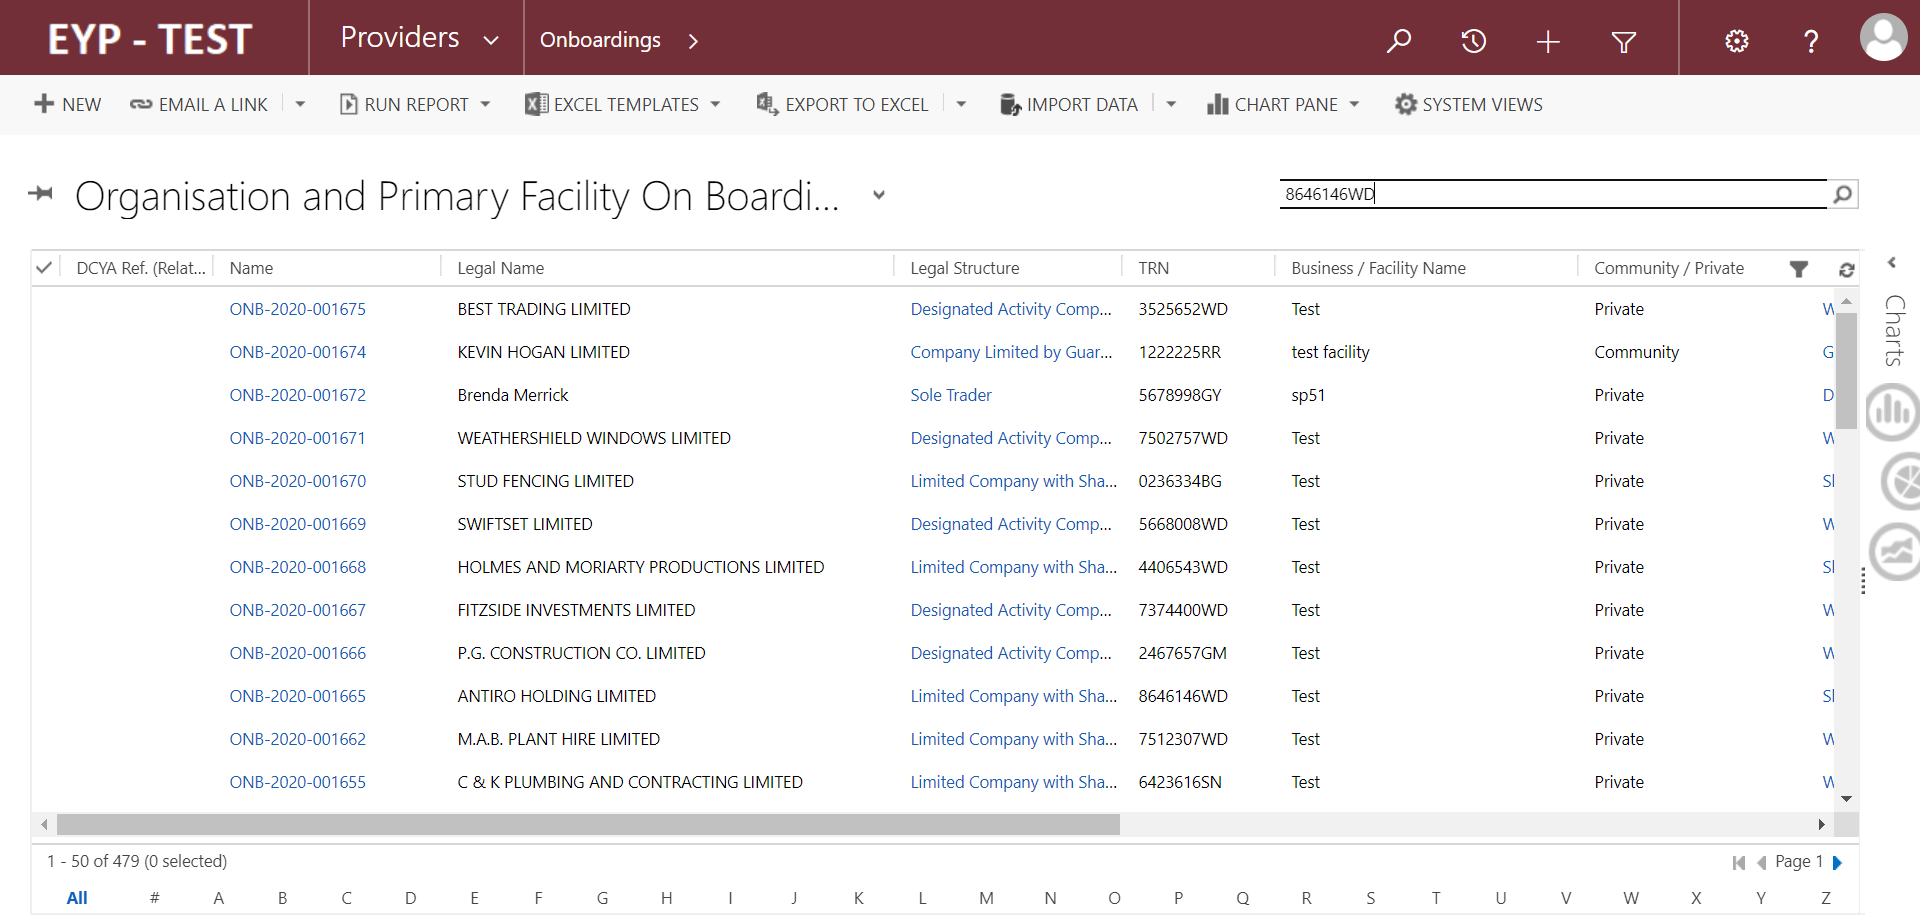 EYP - TEST Providers Onboardings
NEW EMAIL A LINK RUN REPORT EXCEL TEMPLATES EXPORT TO EXCEL IMPORT DATA CHART PANE SYSTEM VIEWS
Organisation and Primary Facility On Boardi... 8646146WD
DCYA Ref. (Relat... Name Legal Name Legal Structure TRN Business / Facility Name Community / Private
ONB-2020-001675 BEST TRADING LIMITED Designated Activity Comp... 3525652WD Test Private W
ONB-2020-001674 KEVIN HOGAN LIMITED Company Limited by Guar... 1222225RR test facility Community G
ONB-2020-001672 Brenda Merrick Sole Trader 5678998GY sp51 Private D
ONB-2020-001671 WEATHERSHIELD WINDOWS LIMITED Designated Activity Comp... 7502757WD Test Private W
ONB-2020-001670 STUD FENCING LIMITED Limited Company with Sha... 0236334BG Test Private Sl
ONB-2020-001669 SWIFTSET LIMITED Designated Activity Comp... 5668008WD Test Private W
ONB-2020-001668 HOLMES AND MORIARTY PRODUCTIONS LIMITED Limited Company with Sha... 4406543WD Test Private Sl
ONB-2020-001667 FITZSIDE INVESTMENTS LIMITED Designated Activity Comp... 7374400WD Test Private W
ONB-2020-001666 P.G. CONSTRUCTION CO. LIMITED Designated Activity Comp... 2467657GM Test Private W
ONB-2020-001665 ANTIRO HOLDING LIMITED Limited Company with Sha... 8646146WD Test Private Sl
ONB-2020-001662 M.A.B. PLANT HIRE LIMITED Limited Company with Sha... 7512307WD Test Private W
ONB-2020-001655 C & K PLUMBING AND CONTRACTING LIMITED Limited Company with Sha... 6423616SN Test Private W
Charts
1 - 50 of 479 (0 selected) Page 1
All # A B C D E F G H I J K L M N O P Q R S T U V W X Y Z